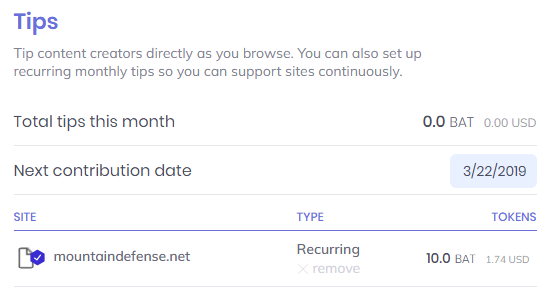 Tips
Tip content creators directly as you browse. You can also set up
recurring monthly tips so you can support sites continuously.
Total tips this month 0.0 BAT 0.00 USD
Next contribution date 3/22/2019
SITE TYPE TOKENS
mountaindefense.net Recurring 10.0 BAT 1.74 USD
remove